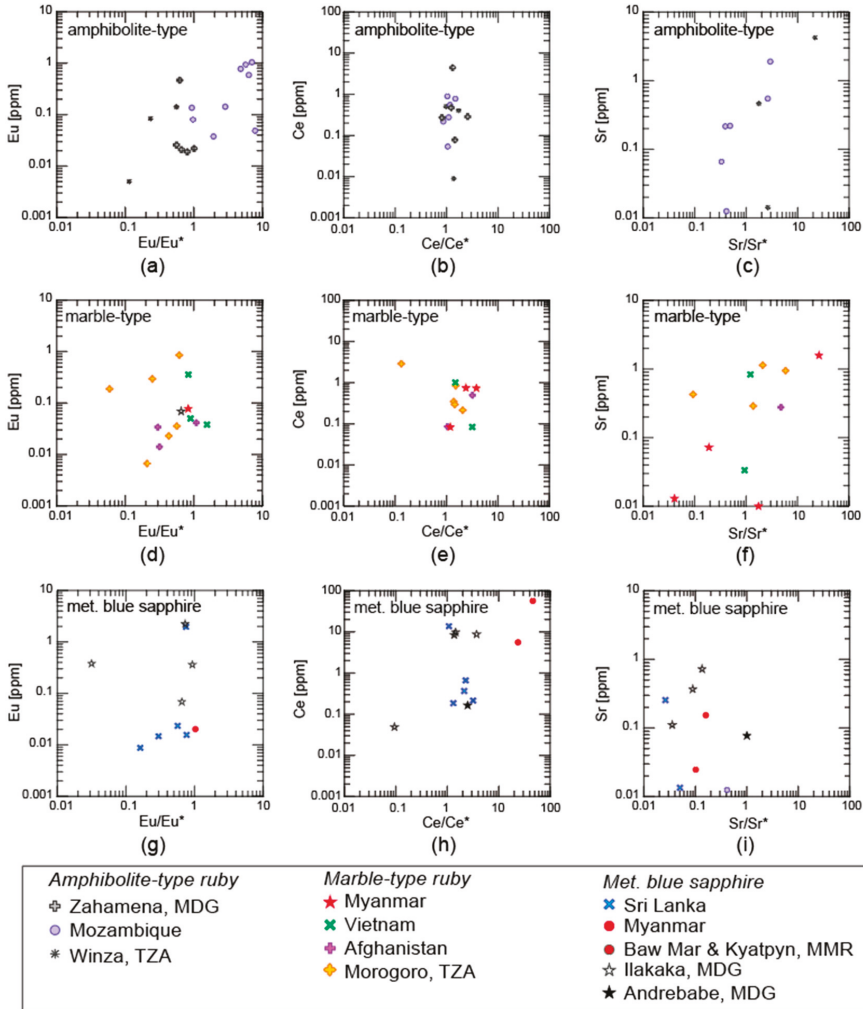 amphibolite-type
Eu [ppm]
10
1
0.1
0.01
0.001
0.01 0.1 1 10
Eu/Eu*
(a)
amphibolite-type
Ce [ppm]
100
10
1
0.1
0.01
0.001
0.01 0.1 1 10 100
Ce/Ce*
(b)
amphibolite-type
Sr [ppm]
10
1
0.1
0.01
0.01 0.1 1 10 100
Sr/Sr*
(c)
marble-type
Eu [ppm]
10
1
0.1
0.01
0.001
0.01 0.1 1 10
Eu/Eu*
(d)
marble-type
Ce [ppm]
100
10
1
0.1
0.01
0.001
0.01 0.1 1 10 100
Ce/Ce*
(e)
marble-type
Sr [ppm]
10
1
0.1
0.01
0.01 0.1 1 10 100
Sr/Sr*
(f)
met. blue sapphire
Eu [ppm]
10
1
0.1
0.01
0.001
0.01 0.1 1 10
Eu/Eu*
(g)
met. blue sapphire
Ce [ppm]
100
10
1
0.1
0.01
0.001
0.01 0.1 1 10 100
Ce/Ce*
(h)
met. blue sapphire
Sr [ppm]
10
1
0.1
0.01
0.01 0.1 1 10 100
Sr/Sr*
(i)
Amphibolite-type ruby
Zahamena, MDG
Mozambique
Winza, TZA
Marble-type ruby
Myanmar
Vietnam
Afghanistan
Morogoro, TZA
Met. blue sapphire
Sri Lanka
Myanmar
Baw Mar & Kyatpyn, MMR
Ilakaka, MDG
Andrebabe, MDG